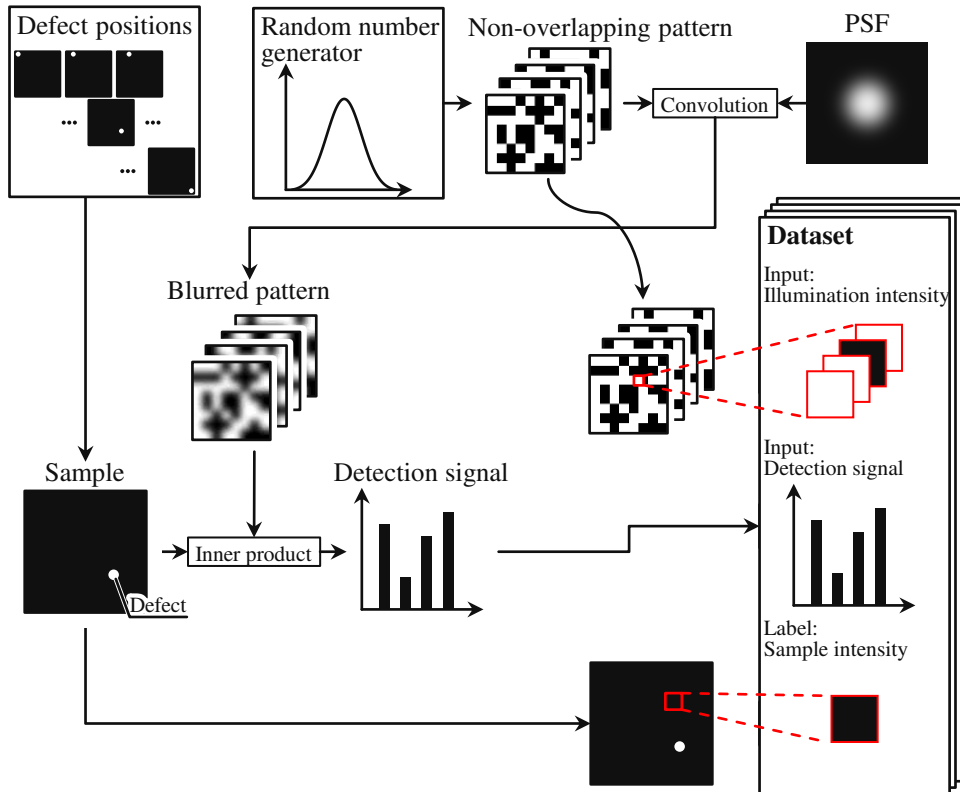 Defect positions
Random number
generator
Non-overlapping pattern
PSF
Convolution
Dataset
Input:
Illumination intensity
Blurred pattern
Input:
Detection signal
Sample
Detection signal
Inner product
Defect
Label:
Sample intensity